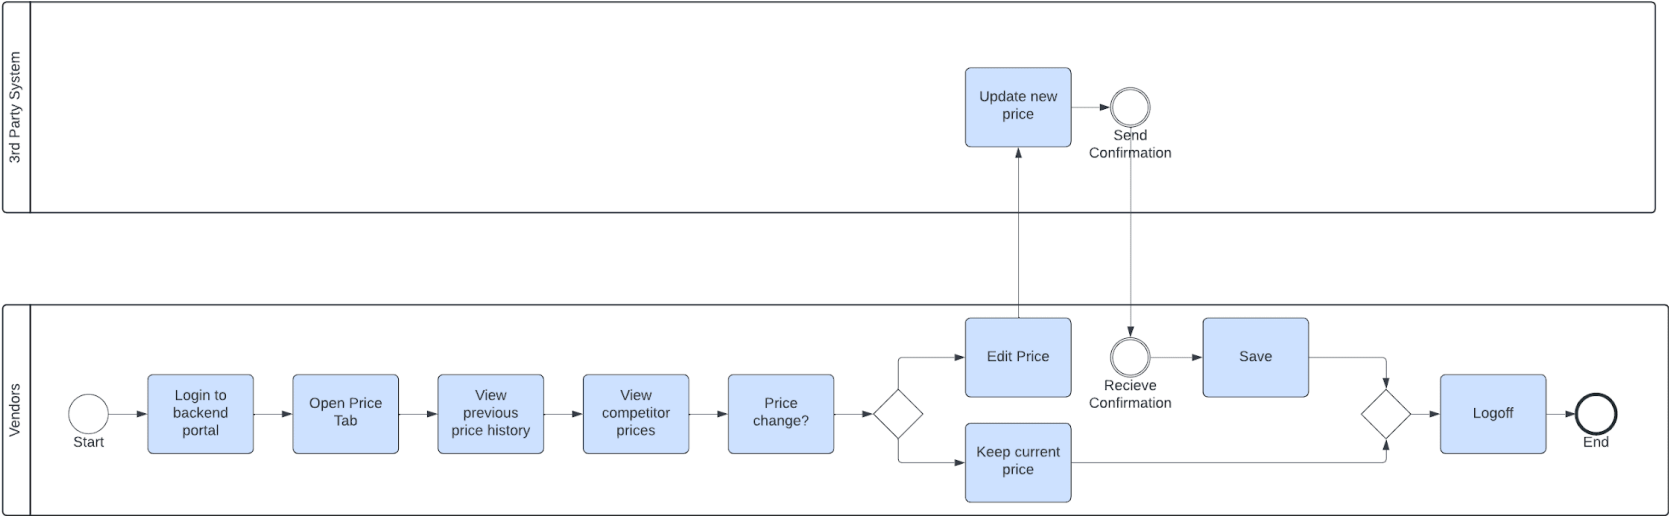 3rd Party System
Update new
price
Send
Confirmation
Vendors
Start
Login to
backend
portal
Open Price
Tab
View
previous
price history
View
competitor
prices
Price
change?
Edit Price
Keep current
price
Recieve
Confirmation
Save
Logoff
End